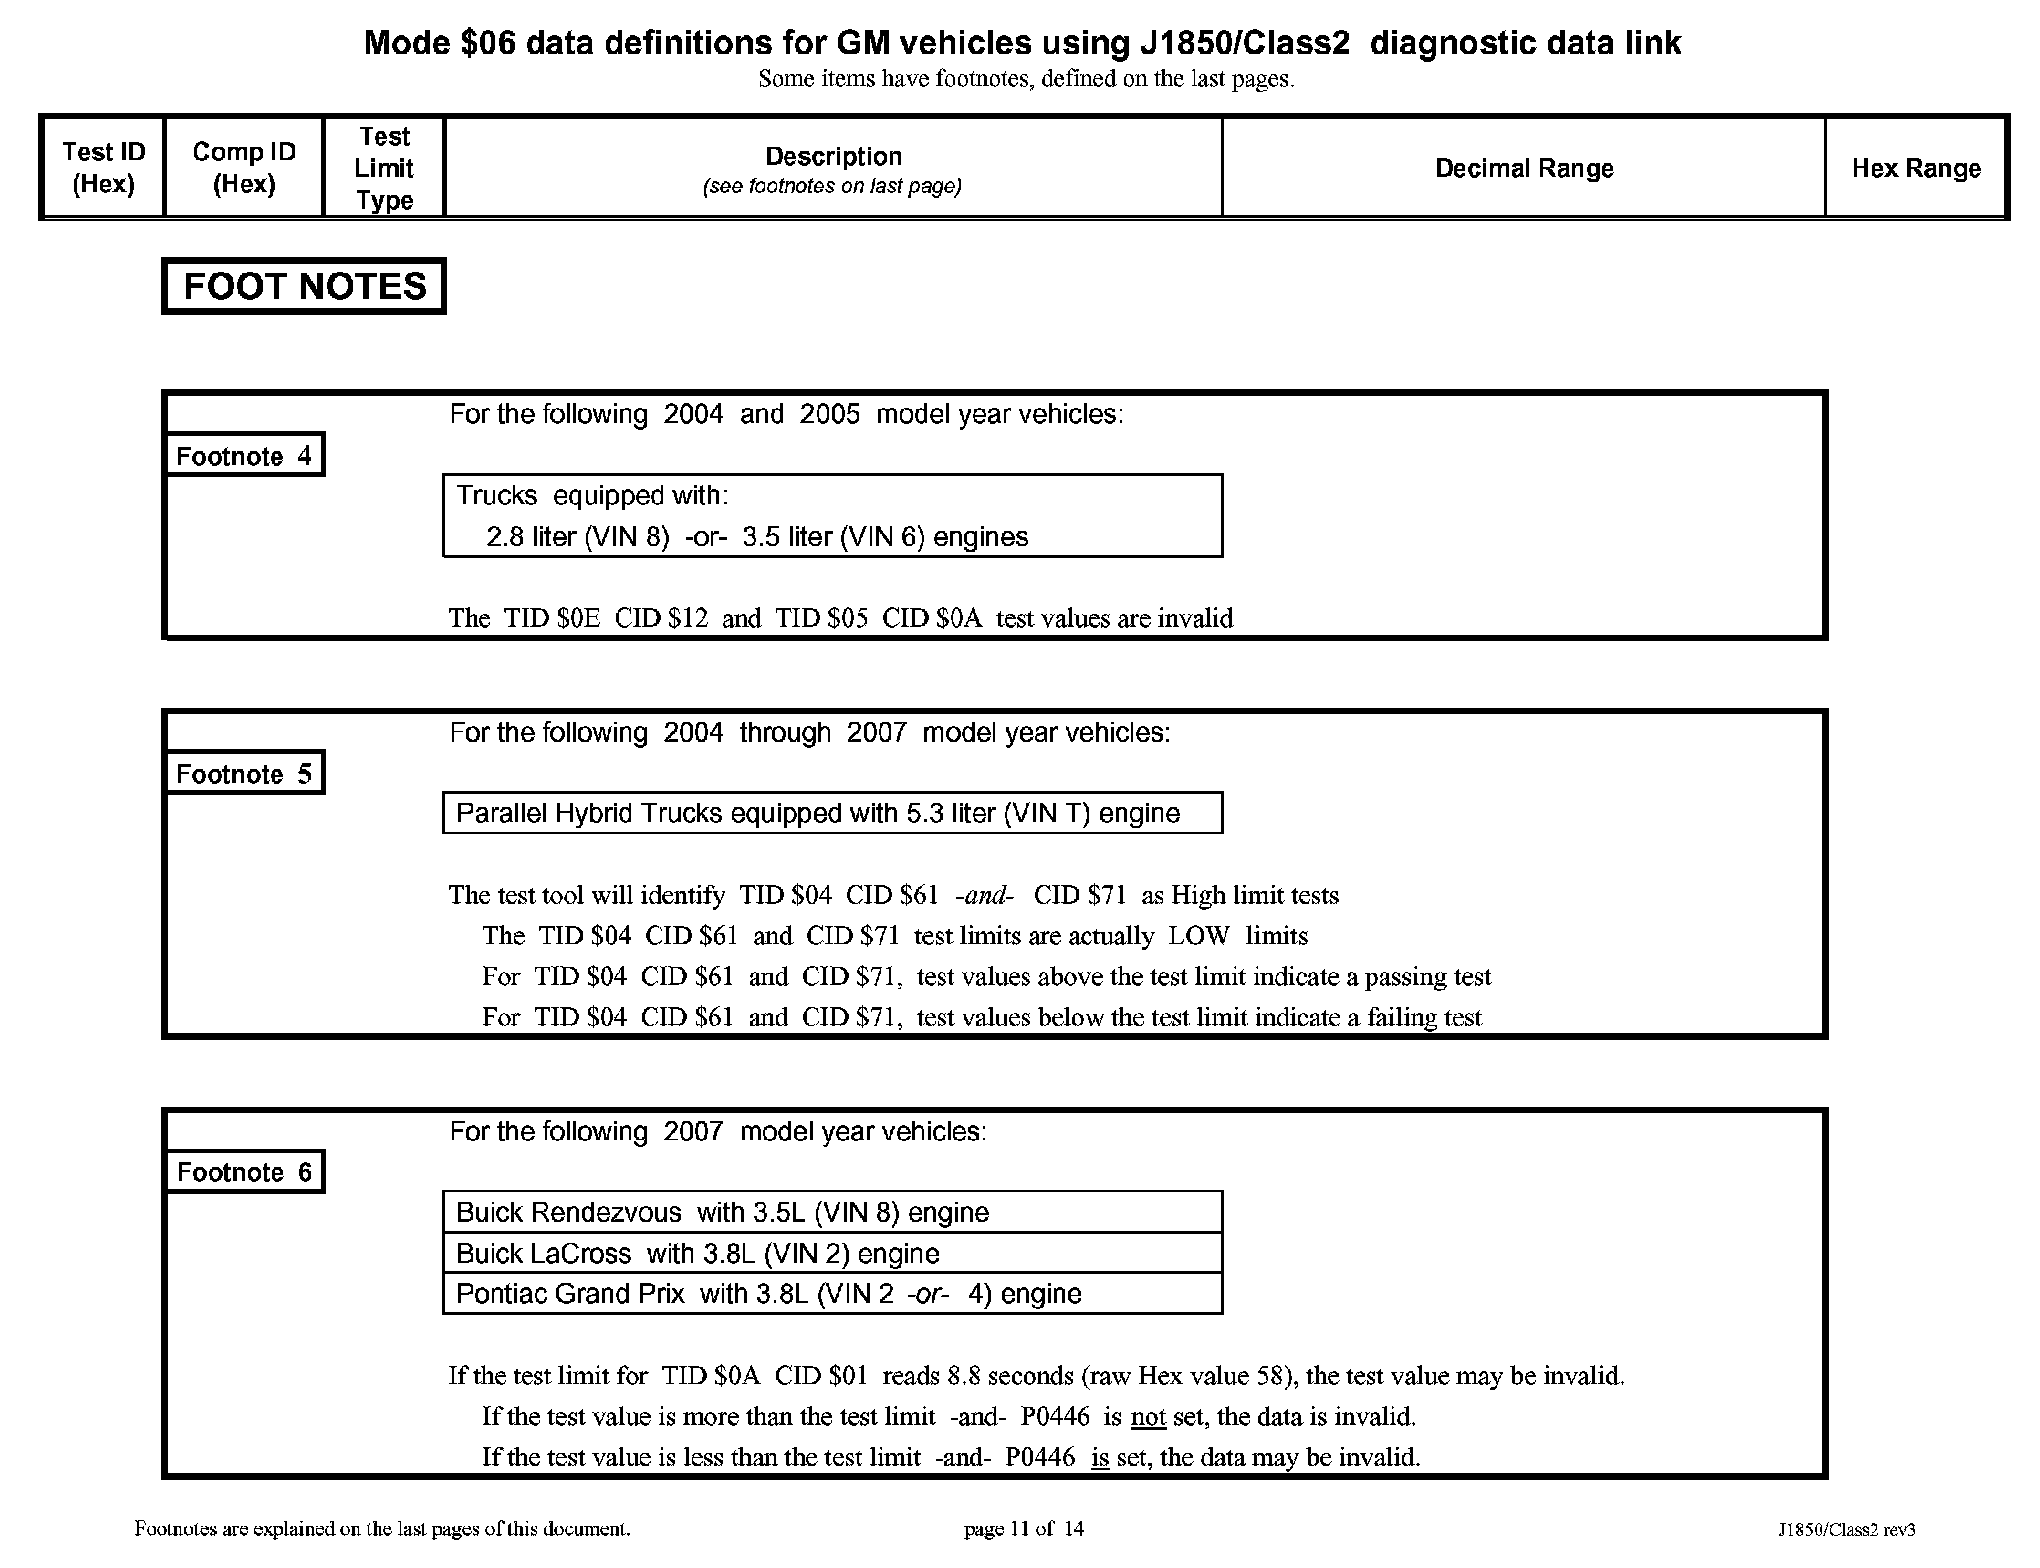 Mode $06 data definitions for GM vehicles using J1850/Class2 diagnostic data link
Some items have footnotes, defined on the last pages.
Test ID
(Hex)
Comp ID
(Hex)
Test
Limit
Type
Description
(see footnotes on last page)
Decimal Range
Hex Range
FOOT NOTES
For the following 2004 and 2005 model year vehicles:
Footnote 4
Trucks equipped with:
2.8 liter (VIN 8) -or- 3.5 liter (VIN 6) engines
The TID $0E CID $12 and TID $05 CID $0A test values are invalid
For the following 2004 through 2007 model year vehicles:
Footnote 5
Parallel Hybrid Trucks equipped with 5.3 liter (VIN T) engine
The test tool will identify TID $04 CID $61 -and- CID $71 as High limit tests
The TID $04 CID $61 and CID $71 test limits are actually LOW limits
For TID $04 CID $61 and CID $71, test values above the test limit indicate a passing test
For TID $04 CID $61 and CID $71, test values below the test limit indicate a failing test
For the following 2007 model year vehicles:
Footnote 6
Buick Rendezvous with 3.5L (VIN 8) engine
Buick LaCross with 3.8L (VIN 2) engine
Pontiac Grand Prix with 3.8L (VIN 2 -or- 4) engine
If the test limit for TID $0A CID $01 reads 8.8 seconds (raw Hex value 58), the test value may be invalid.
If the test value is more than the test limit -and- P0446 is not set, the data is invalid.
If the test value is less than the test limit -and- P0446 is set, the data may be invalid.
Footnotes are explained on the last pages of this document.
page 11 of 14
J1850/Class2 rev3